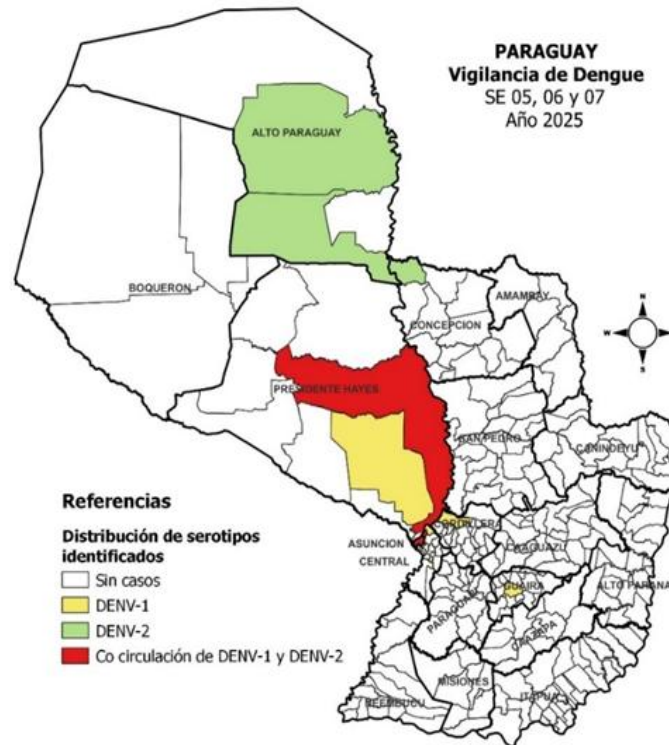 PARAGUAY
Vigilancia de Dengue
SE 05, 06 y 07
Año 2025
ALTO PARAGUAY
BOQUERON
AMAMBAY
CONCEPCION
N
W
E
S
PRESIDENTE HAYES
SAN PEDRO
CANINDEYU
Referencias
Distribución de serotipos
identificados
Sin casos
DENV-1
DENV-2
Co circulación de DENV-1 y DENV-2
CORDILLERA
ASUNCION
CENTRAL
CAAGUAZU
GUAIRA
ALTO PARANA
PARAGUARI
CAAZAPA
MISIONES
ÑEEMBUCU
ITAPUA